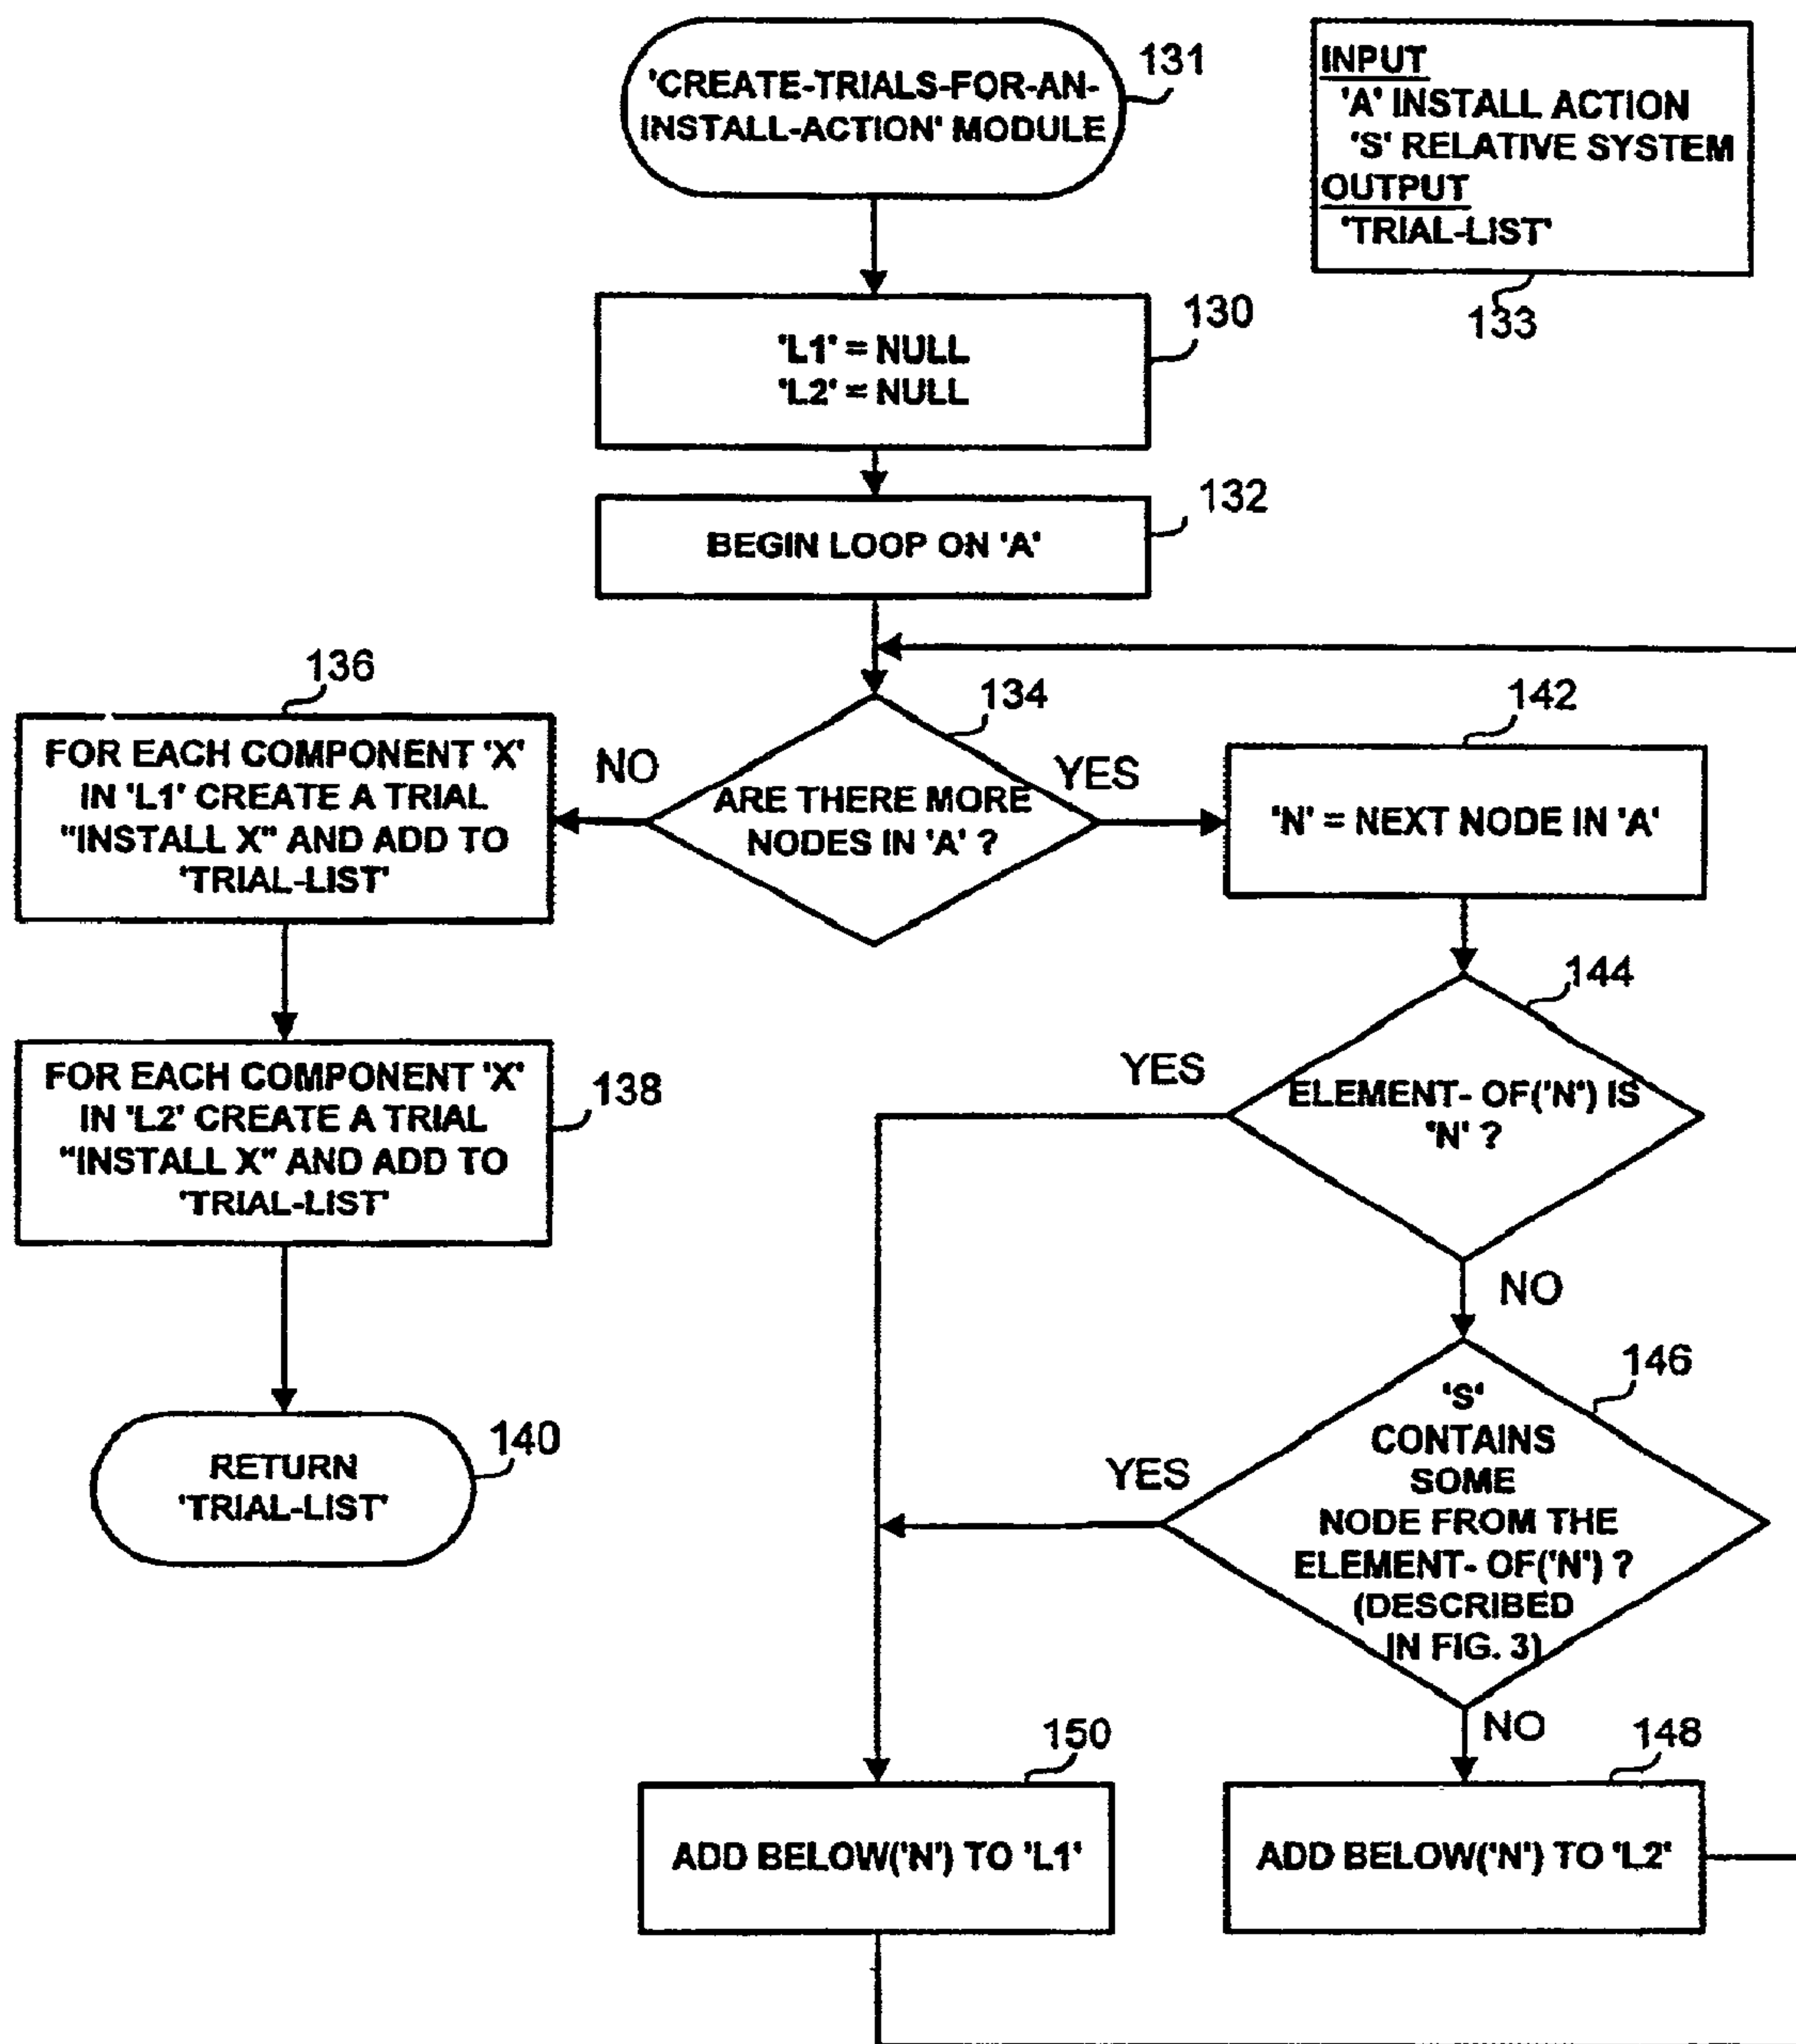 'CREATE-TRIALS-FOR-AN-
INSTALL-ACTION' MODULE
131
INPUT
'A' INSTALL ACTION
'S' RELATIVE SYSTEM
OUTPUT
'TRIAL-LIST'
133
'L1' = NULL
'L2' = NULL
130
BEGIN LOOP ON 'A'
132
136
FOR EACH COMPONENT 'X'
IN 'L1' CREATE A TRIAL
"INSTALL X" AND ADD TO
'TRIAL-LIST'
NO
134
ARE THERE MORE
NODES IN 'A' ?
YES
142
'N' = NEXT NODE IN 'A'
144
YES
ELEMENT- OF('N') IS
'N' ?
NO
FOR EACH COMPONENT 'X'
IN 'L2' CREATE A TRIAL
"INSTALL X" AND ADD TO
'TRIAL-LIST'
138
146
YES
'S'
CONTAINS
SOME
NODE FROM THE
ELEMENT- OF('N') ?
(DESCRIBED
IN FIG. 3)
NO
RETURN
'TRIAL-LIST'
140
150
ADD BELOW('N') TO 'L1'
148
ADD BELOW('N') TO 'L2'